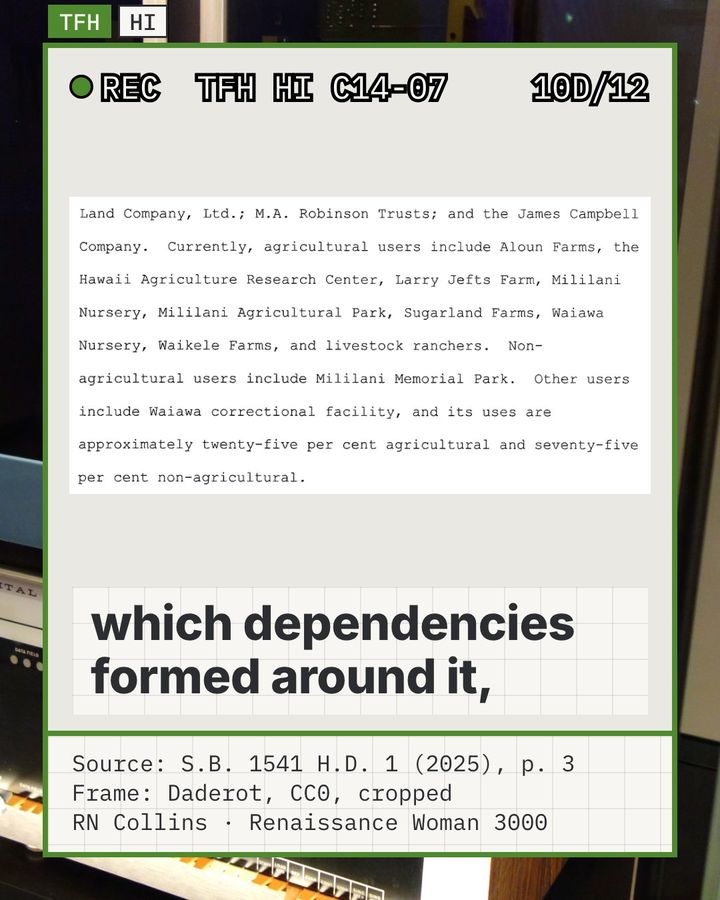 TFH HI
REC TFH HI C14-07 10D/12
Land Company, Ltd.; M.A. Robinson Trusts; and the James Campbell
Company. Currently, agricultural users include Aloun Farms, the
Hawaii Agriculture Research Center, Larry Jefts Farm, Mililani
Nursery, Mililani Agricultural Park, Sugarland Farms, Waiawa
Nursery, Waikele Farms, and livestock ranchers. Non-
agricultural users include Mililani Memorial Park. Other users
include Waiawa correctional facility, and its uses are
approximately twenty-five per cent agricultural and seventy-five
per cent non-agricultural.
which dependencies
formed around it,
Source: S.B. 1541 H.D. 1 (2025), p. 3
Frame: Daderot, CC0, cropped
RN Collins · Renaissance Woman 3000
DATA FIELD